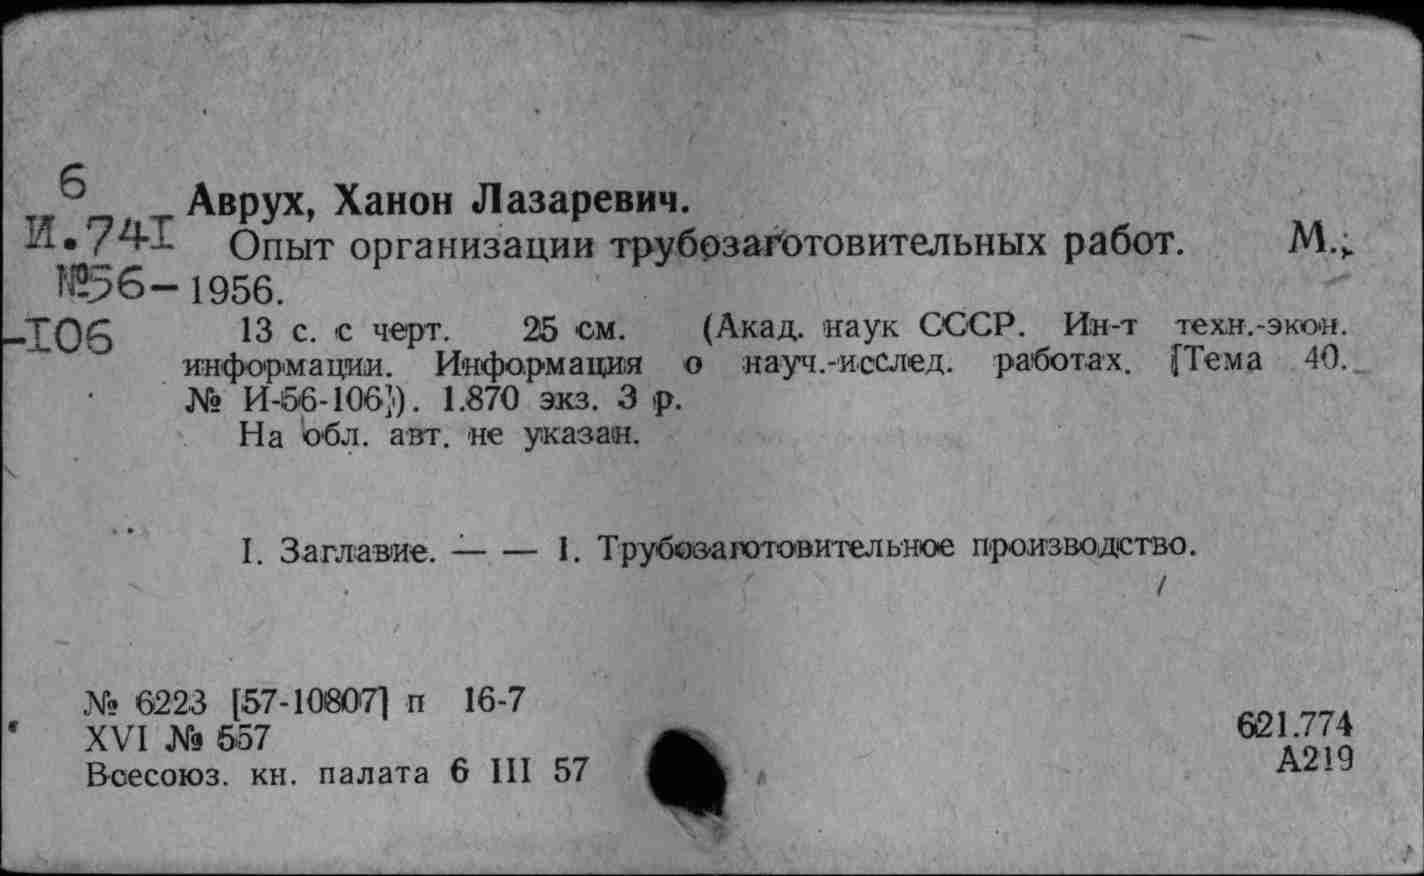 б
И.741
№56-
-I06
Аврух, Ханон Лазаревич.
Опыт организации трубозаготовительных работ. М.,
1956.
13 с. с черт. 25 см. (Акад. наук СССР. Ин-т техн.-экон.
информации. Информация о науч.-исслед. работах. [Тема 40.
№ И-56-106]). 1.870 экз. 3 р.
На обл. авт. не указан.
I. Заглавие. — — 1. Трубозаготовительное производство.
№ 6223 [57-10807] п 16-7
XVI № 557
Всесоюз. кн. палата 6 III 57
621.774
А219